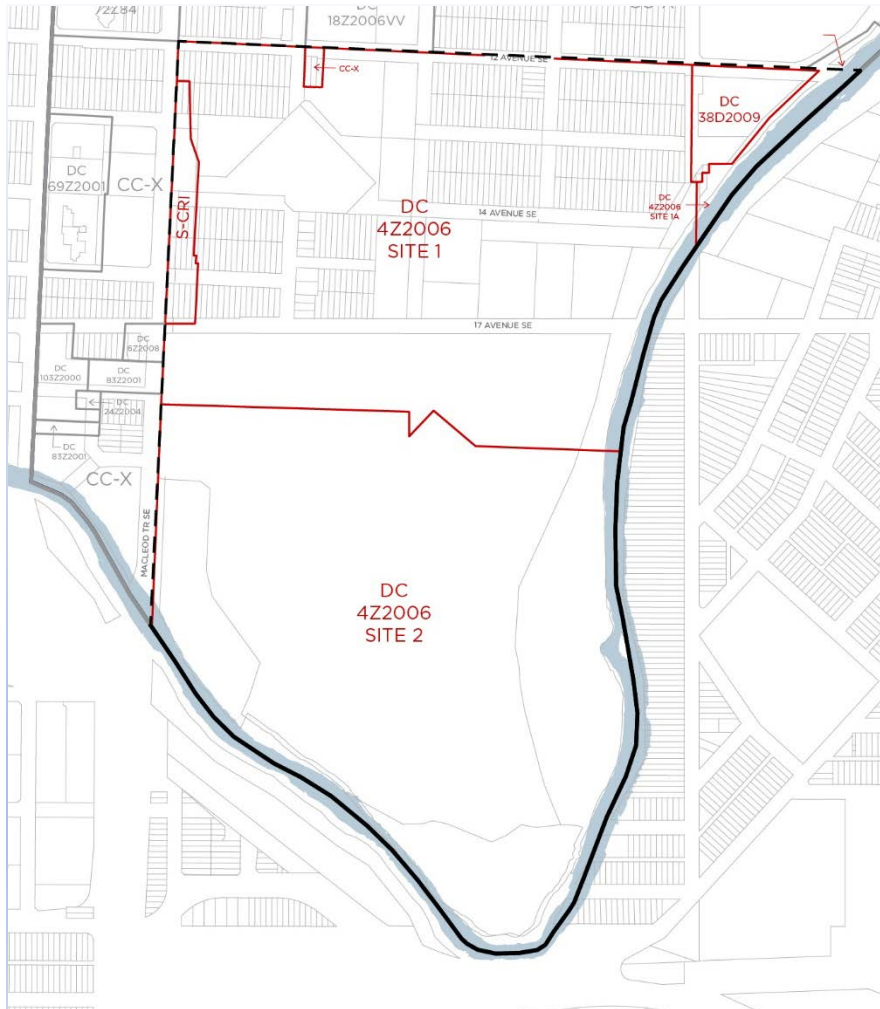 72Z84
DC
18Z2006VV
CC-X
12 AVENUE SE
CC-X
DC
38D2009
DC
69Z2001
CC-X
S-CRI
DC
4Z2006
SITE 1
14 AVENUE SE
DC
4Z2006
SITE 1A
17 AVENUE SE
DC
6Z2008
DC
103Z2000
DC
83Z2001
DC
24Z2004
DC
83Z2001
CC-X
MACLEOD TR SE
DC
4Z2006
SITE 2